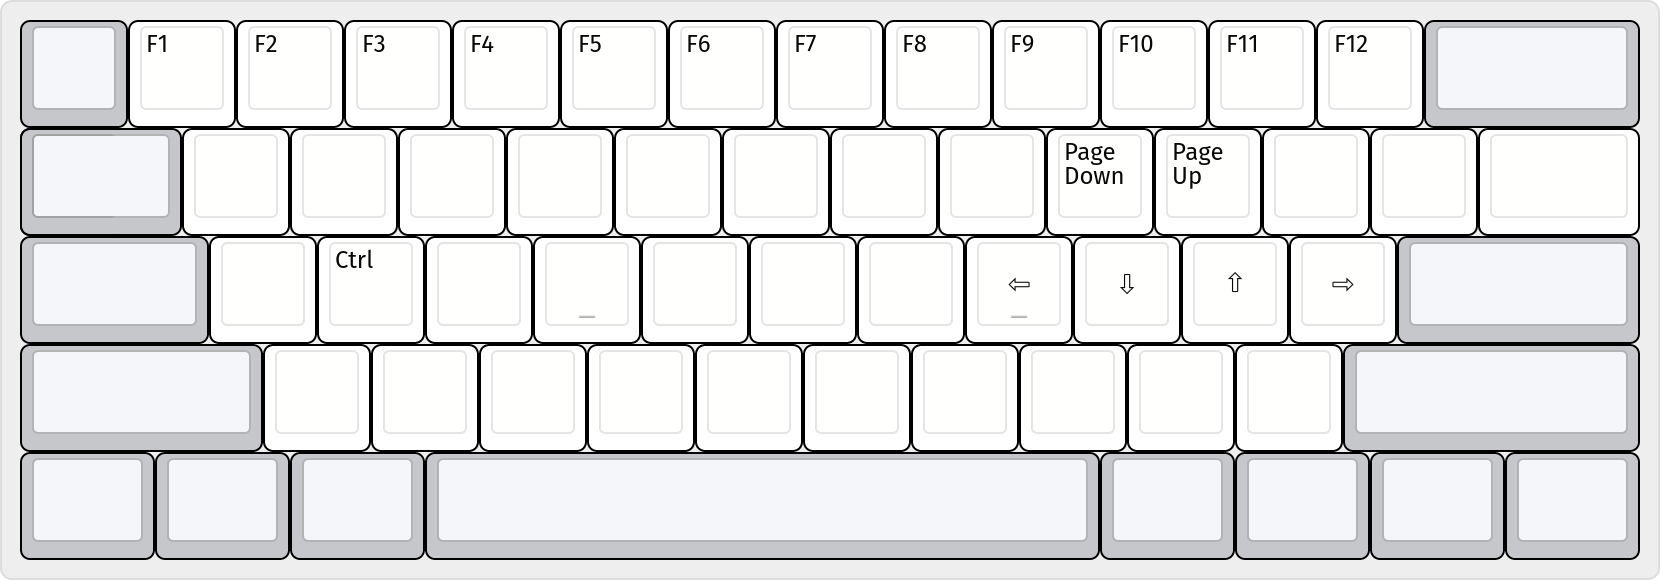 F1 F2 F3 F4 F5 F6 F7 F8 F9 F10 F11 F12
Page Down Page Up
Ctrl _ ⇦ _ ⇩ ⇧ ⇨